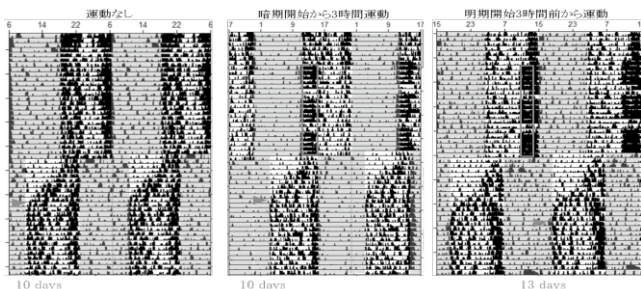 運動なし
6 14 22 6 14 22 6
10 days
暗期開始から3時間運動
7 1 9 17 1 9 17
10 days
明期開始3時間前から運動
15 23 7 15 23 7
13 days